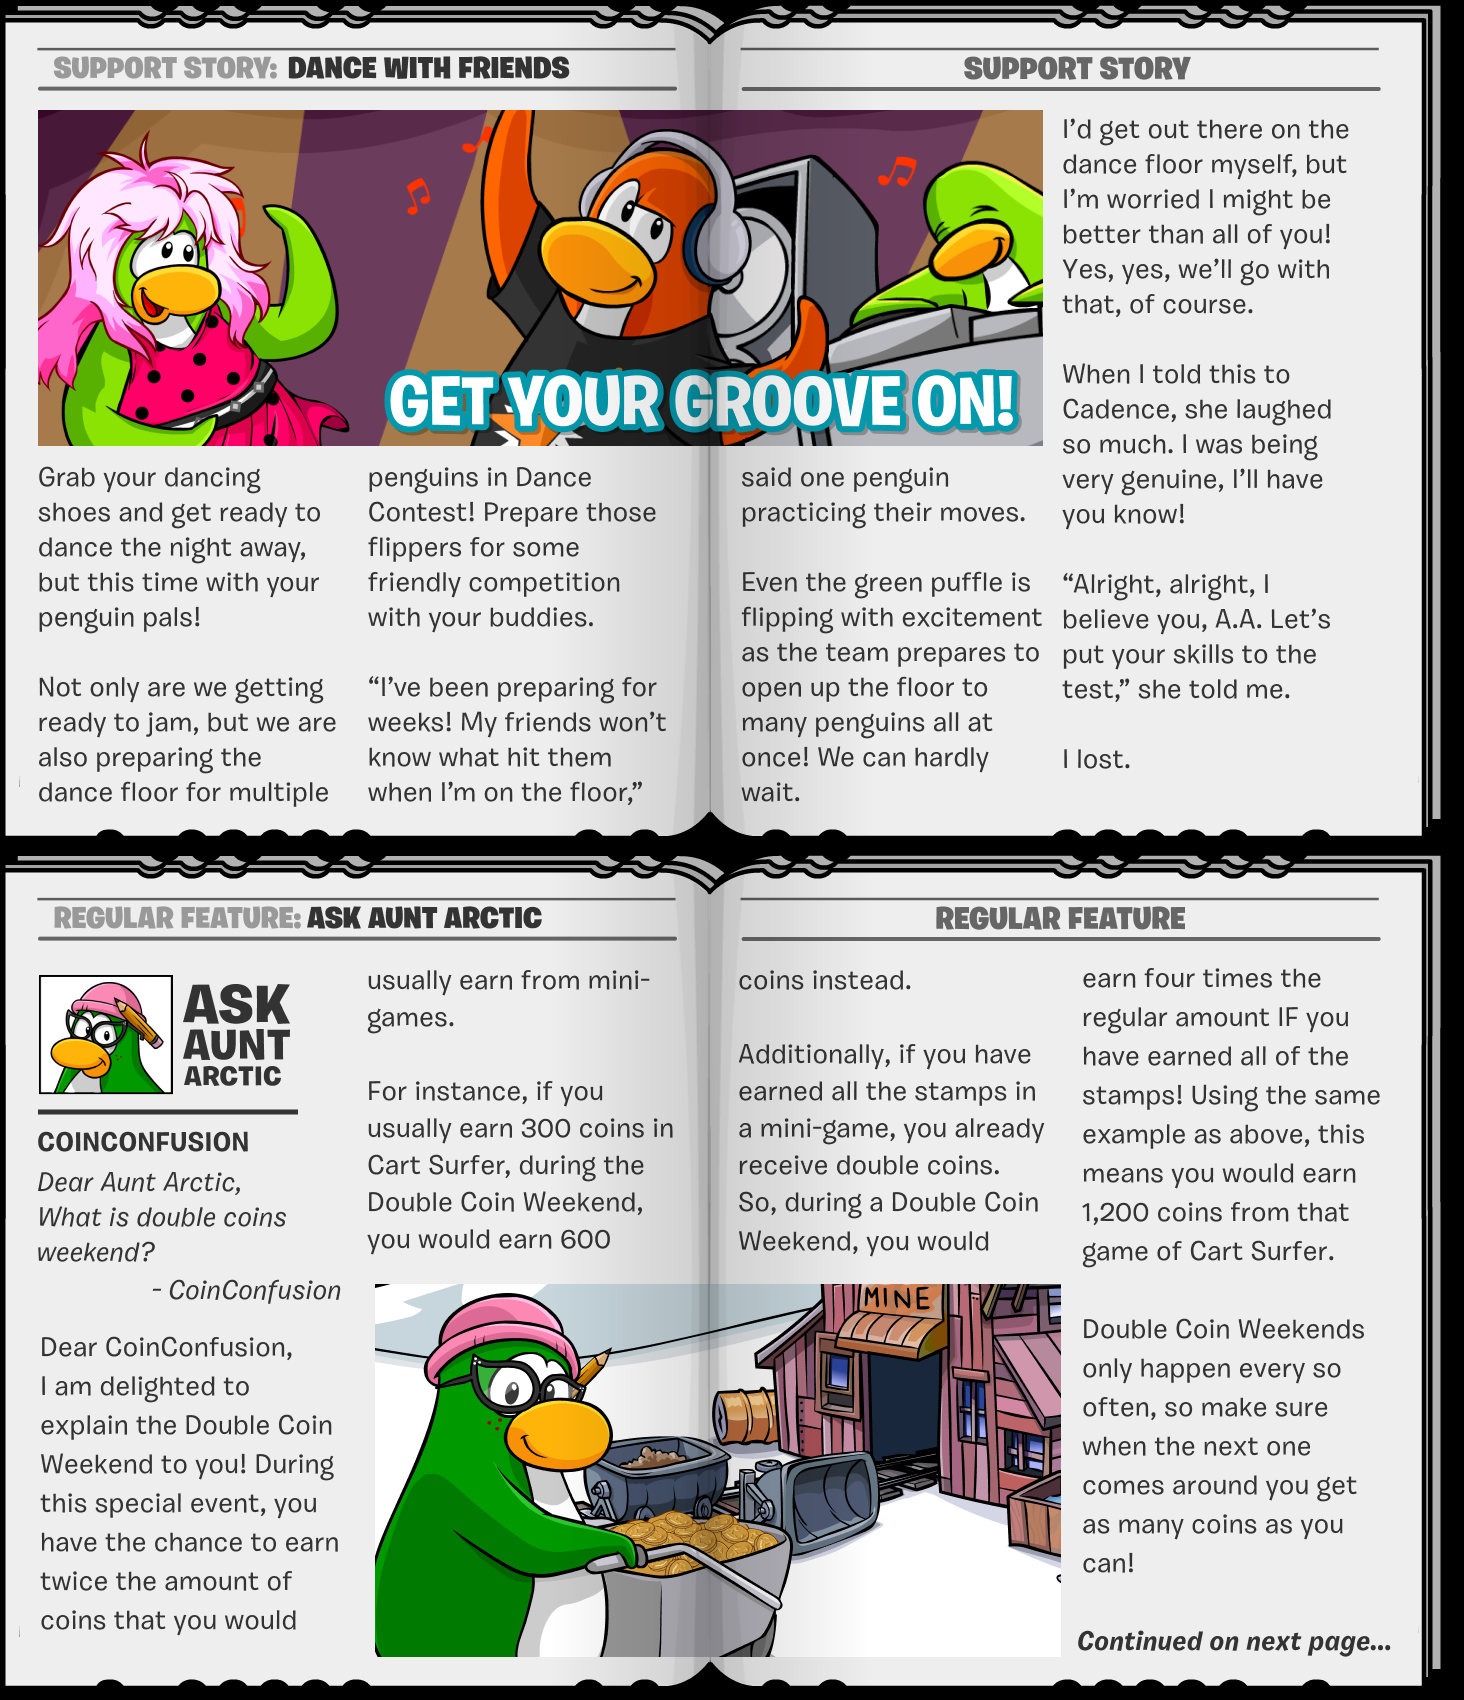 SUPPORT STORY: DANCE WITH FRIENDS
SUPPORT STORY
GET YOUR GROOVE ON!
Grab your dancing
shoes and get ready to
dance the night away,
but this time with your
penguin pals!
Not only are we getting
ready to jam, but we are
also preparing the
dance floor for multiple
penguins in Dance
Contest! Prepare those
flippers for some
friendly competition
with your buddies.
“I’ve been preparing for
weeks! My friends won’t
know what hit them
when I’m on the floor,”
said one penguin
practicing their moves.
Even the green puffle is
flipping with excitement
as the team prepares to
open up the floor to
many penguins all at
once! We can hardly
wait.
I’d get out there on the
dance floor myself, but
I’m worried I might be
better than all of you!
Yes, yes, we’ll go with
that, of course.
When I told this to
Cadence, she laughed
so much. I was being
very genuine, I’ll have
you know!
“Alright, alright, I
believe you, A.A. Let’s
put your skills to the
test,” she told me.
I lost.
REGULAR FEATURE: ASK AUNT ARCTIC
REGULAR FEATURE
ASK
AUNT
ARCTIC
COINCONFUSION
Dear Aunt Arctic,
What is double coins
weekend?
- CoinConfusion
Dear CoinConfusion,
I am delighted to
explain the Double Coin
Weekend to you! During
this special event, you
have the chance to earn
twice the amount of
coins that you would
usually earn from mini-
games.
For instance, if you
usually earn 300 coins in
Cart Surfer, during the
Double Coin Weekend,
you would earn 600
coins instead.
Additionally, if you have
earned all the stamps in
a mini-game, you already
receive double coins.
So, during a Double Coin
Weekend, you would
earn four times the
regular amount IF you
have earned all of the
stamps! Using the same
example as above, this
means you would earn
1,200 coins from that
game of Cart Surfer.
Double Coin Weekends
only happen every so
often, so make sure
when the next one
comes around you get
as many coins as you
can!
MINE
Continued on next page...